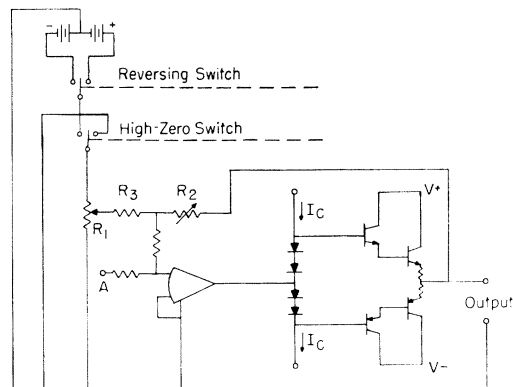 - +
Reversing Switch
High-Zero Switch
R3 R2
R1
A
IC
V+
Output
IC
V-